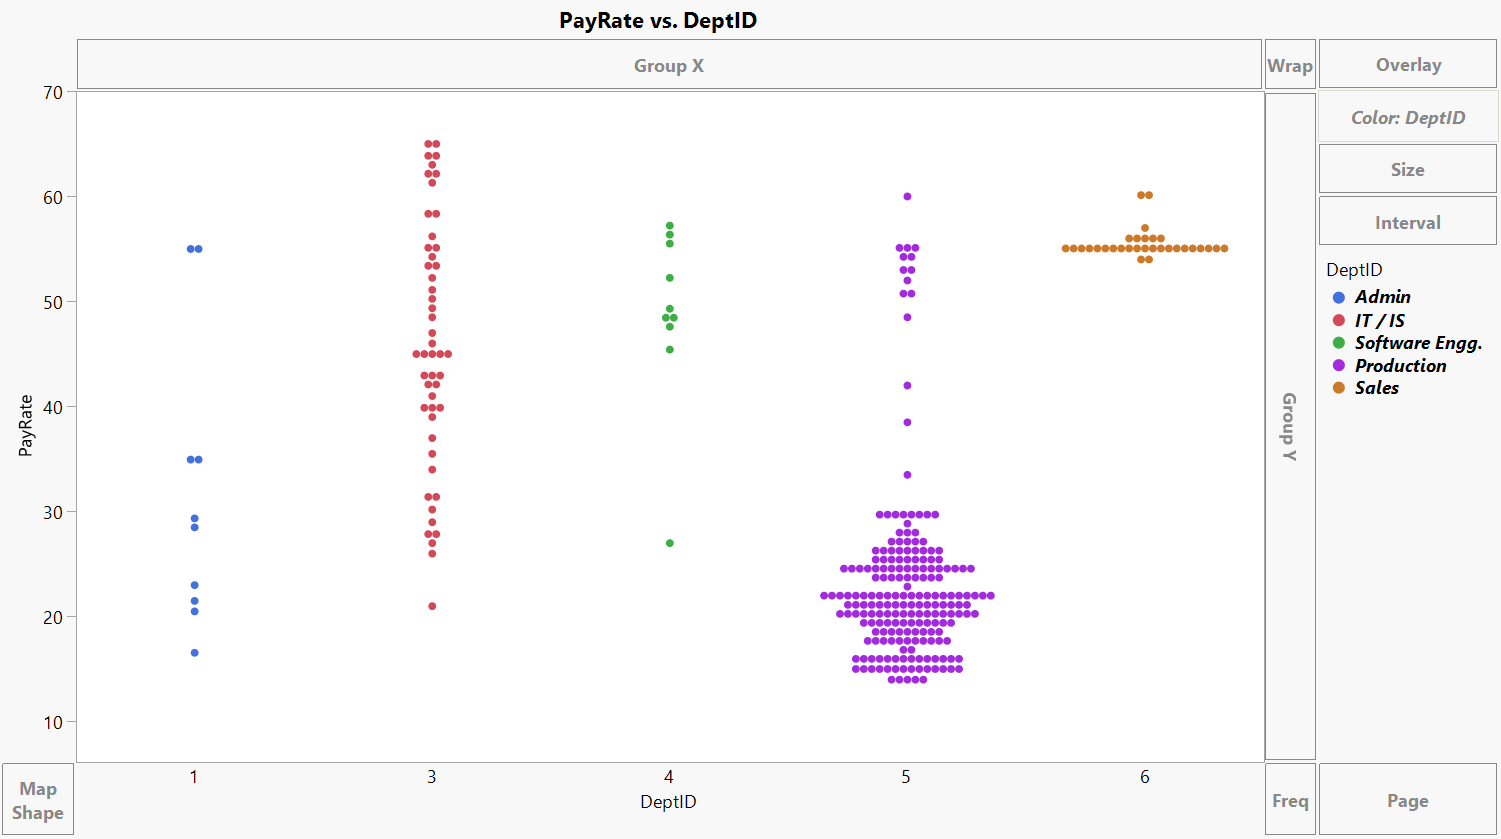 PayRate vs. DeptID
Group X
Wrap
Overlay
Color: DeptID
Size
Interval
DeptID
Admin
IT / IS
Software Engg.
Production
Sales
Group Y
PayRate
70
60
50
40
30
20
10
1
3
4
5
6
DeptID
Map
Shape
Freq
Page